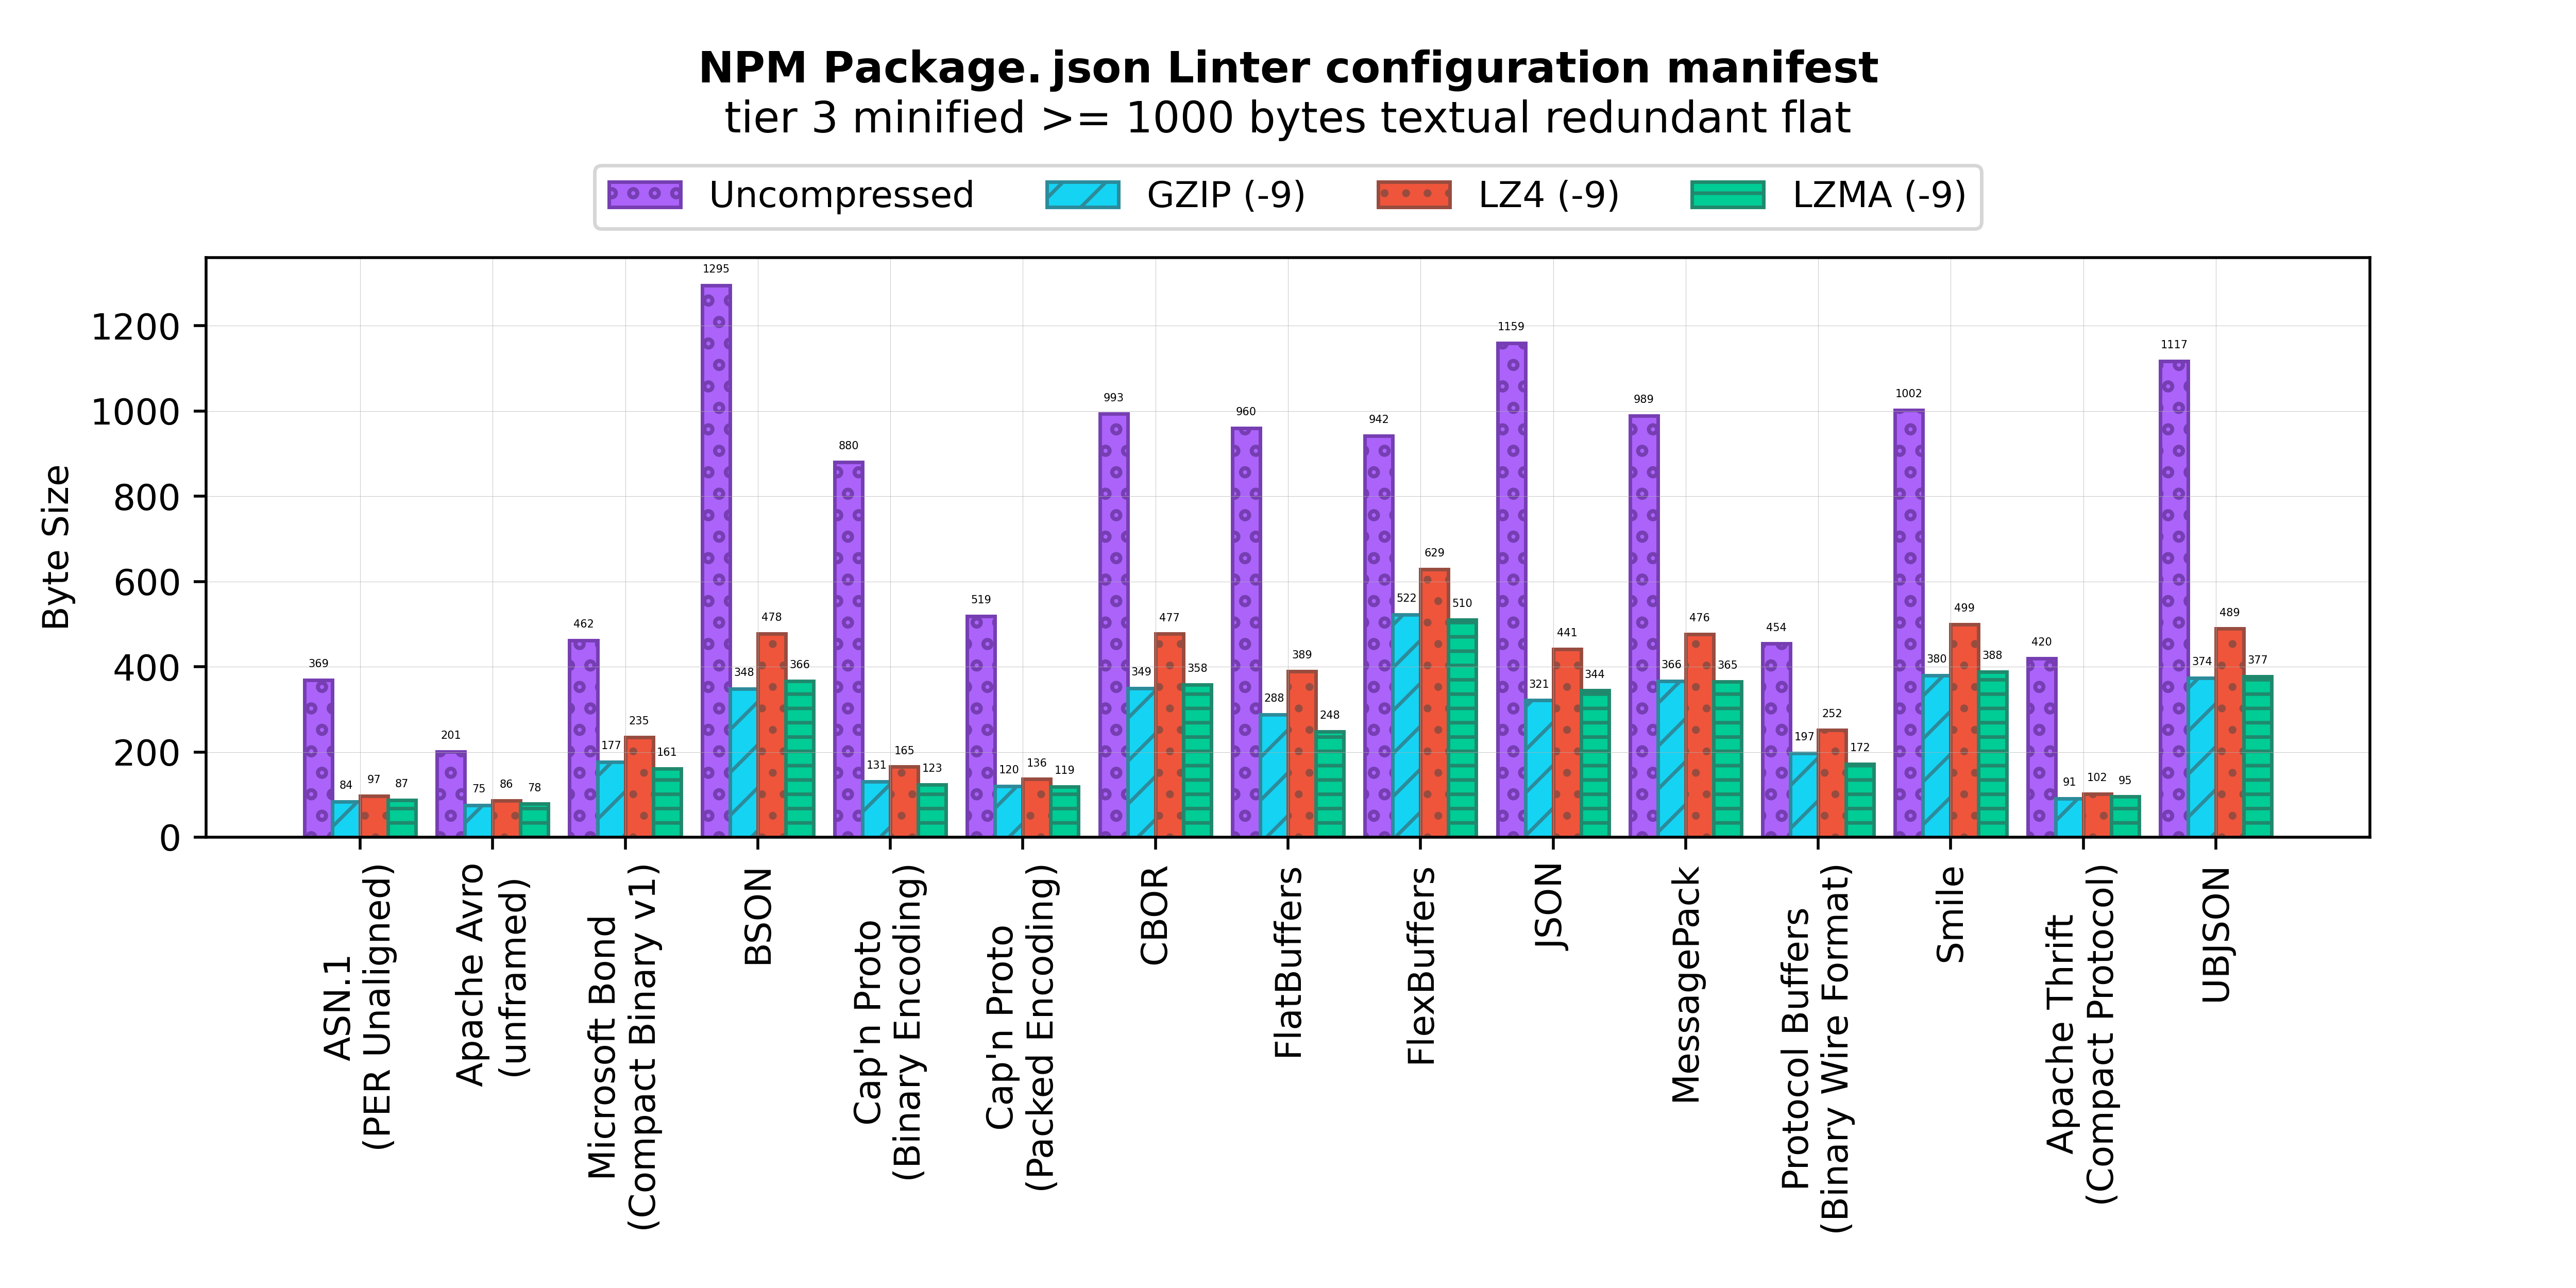 NPM Package.json Linter configuration manifest
tier 3 minified >= 1000 bytes textual redundant flat
Uncompressed GZIP (-9) LZ4 (-9) LZMA (-9)
Byte Size
1200
1000
800
600
400
200
0
369 84 97 87
201 75 86 78
462 177 235 161
1295 348 478 366
880 131 165 123
519 120 136 119
993 349 477 358
960 288 389 248
942 522 629 510
1159 321 441 344
989 366 476 365
454 197 252 172
1002 380 499 388
420 91 102 95
1117 374 489 377
ASN.1
(PER Unaligned)
Apache Avro
(unframed)
Microsoft Bond
(Compact Binary v1)
BSON
Cap'n Proto
(Binary Encoding)
Cap'n Proto
(Packed Encoding)
CBOR
FlatBuffers
FlexBuffers
JSON
MessagePack
Protocol Buffers
(Binary Wire Format)
Smile
Apache Thrift
(Compact Protocol)
UBJSON